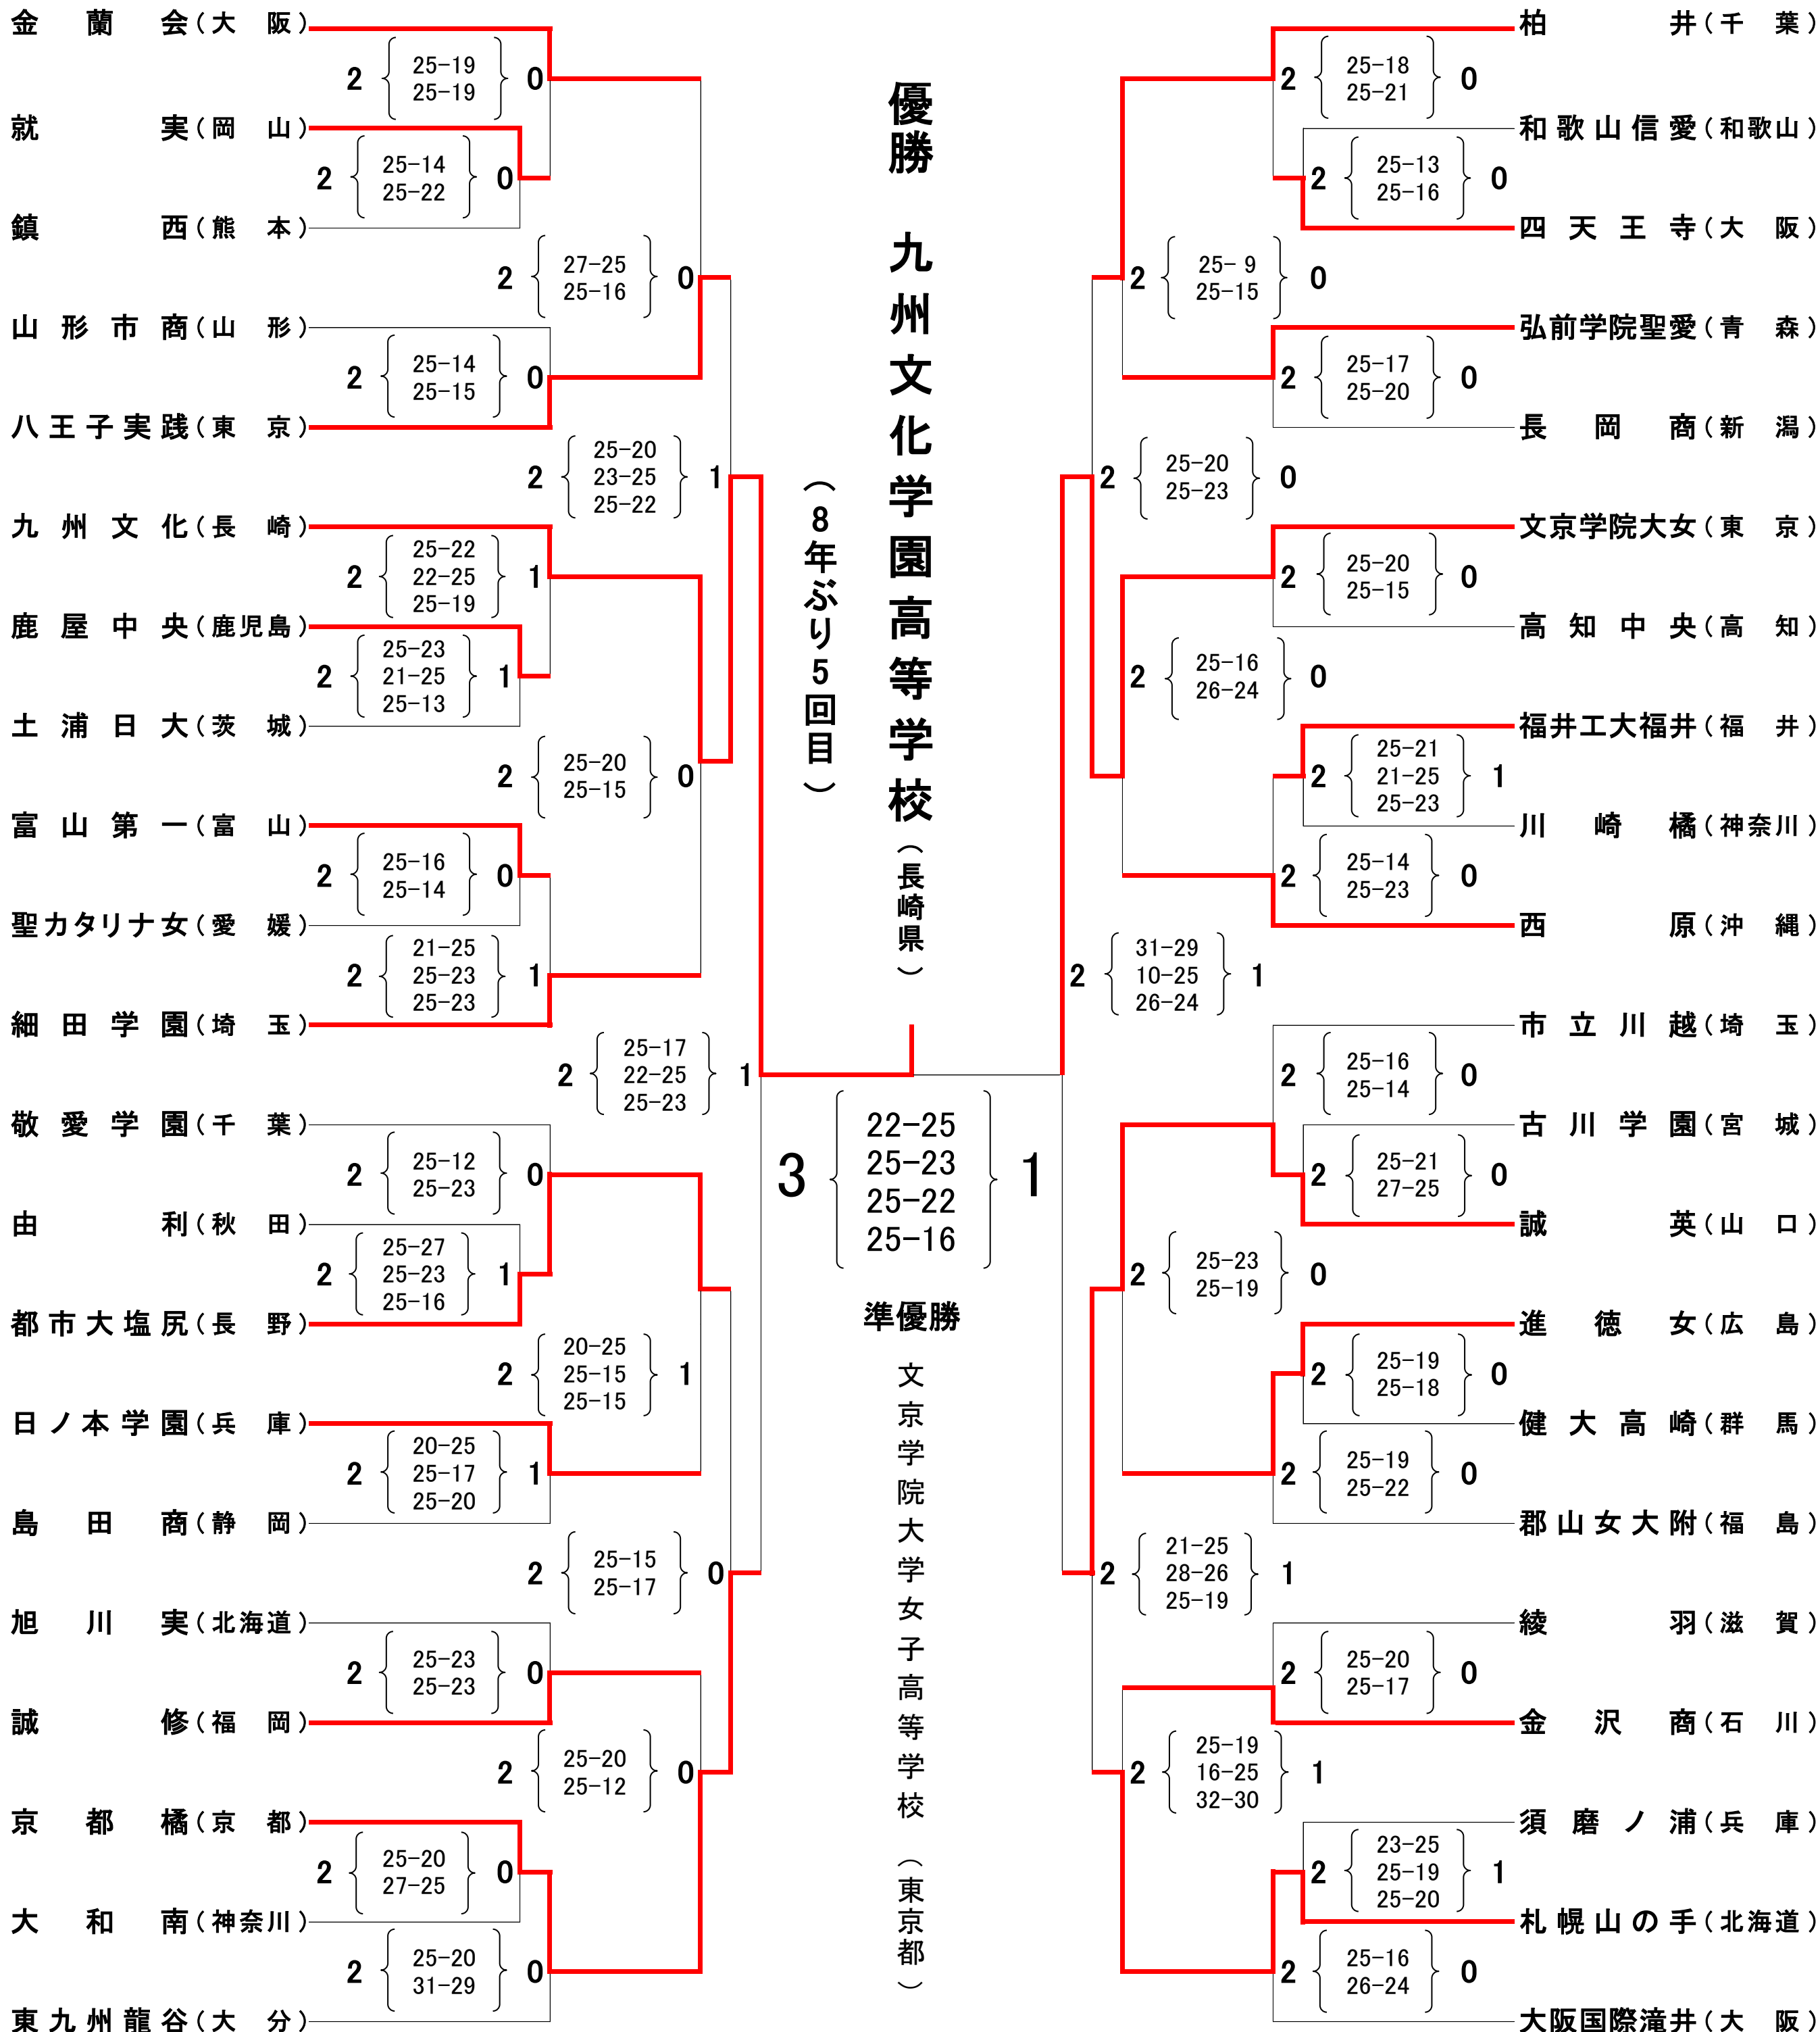 金蘭会(大阪)
2 25-19 0
25-19
就実(岡山)
2 25-14 0
25-22
鎮西(熊本)
2 27-25 0
25-16
山形市商(山形)
2 25-14 0
25-15
八王子実践(東京)
2 25-20 1
23-25
25-22
九州文化(長崎)
2 25-22 1
22-25
25-19
鹿屋中央(鹿児島)
2 25-23 1
21-25
25-13
土浦日大(茨城)
2 25-20 0
25-15
富山第一(富山)
2 25-16 0
25-14
聖カタリナ女(愛媛)
2 21-25 1
25-23
25-23
細田学園(埼玉)
2 25-17 1
22-25
25-23
敬愛学園(千葉)
2 25-12 0
25-23
由利(秋田)
2 25-27 1
25-23
25-16
都市大塩尻(長野)
2 20-25 1
25-15
25-15
日ノ本学園(兵庫)
2 20-25 1
25-17
25-20
島田商(静岡)
2 25-15 0
25-17
旭川実(北海道)
2 25-23 0
25-23
誠修(福岡)
2 25-20 0
25-12
京都橘(京都)
2 25-20 0
27-25
大和南(神奈川)
2 25-20 0
31-29
東九州龍谷(大分)
優勝 九州文化学園高等学校(長崎県)
(8年ぶり5回目)
3 22-25 1
25-23
25-22
25-16
準優勝
文京学院大学女子高等学校 (東京都)
柏井(千葉)
2 25-18 0
25-21
和歌山信愛(和歌山)
2 25-13 0
25-16
四天王寺(大阪)
2 25- 9 0
25-15
弘前学院聖愛(青森)
2 25-17 0
25-20
長岡商(新潟)
2 25-20 0
25-23
文京学院大女(東京)
2 25-20 0
25-15
高知中央(高知)
2 25-16 0
26-24
福井工大福井(福井)
2 25-21 1
21-25
25-23
川崎橘(神奈川)
2 25-14 0
25-23
西原(沖縄)
2 31-29 1
10-25
26-24
市立川越(埼玉)
2 25-16 0
25-14
古川学園(宮城)
2 25-21 0
27-25
誠英(山口)
2 25-23 0
25-19
進徳女(広島)
2 25-19 0
25-18
健大高崎(群馬)
2 25-19 0
25-22
郡山女大附(福島)
2 21-25 1
28-26
25-19
綾羽(滋賀)
2 25-20 0
25-17
金沢商(石川)
2 25-19 1
16-25
32-30
須磨ノ浦(兵庫)
2 23-25 1
25-19
25-20
札幌山の手(北海道)
2 25-16 0
26-24
大阪国際滝井(大阪)